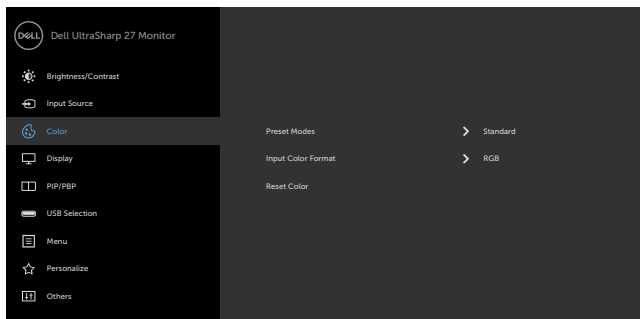 DELL Dell UltraSharp 27 Monitor
Brightness/Contrast
Input Source
Color Preset Modes Standard
Display Input Color Format RGB
PIP/PBP Reset Color
USB Selection
Menu
Personalize
Others